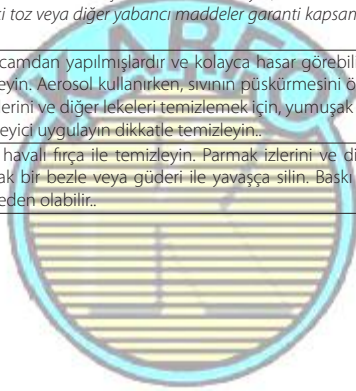 i toz veya diğer yabancı maddeler garanti kapsan
camdan yapılmışlardır ve kolayca hasar görebil
eyin. Aerosol kullanırken, sıvının püskürmesini ö
erini ve diğer lekeleri temizlemek için, yumuşak
eyici uygulayın dikkatle temizleyin..
havalı fırça ile temizleyin. Parmak izlerini ve di
ak bir bezle veya güderi ile yavaşça silin. Baskı
eden olabilir..
KARFO